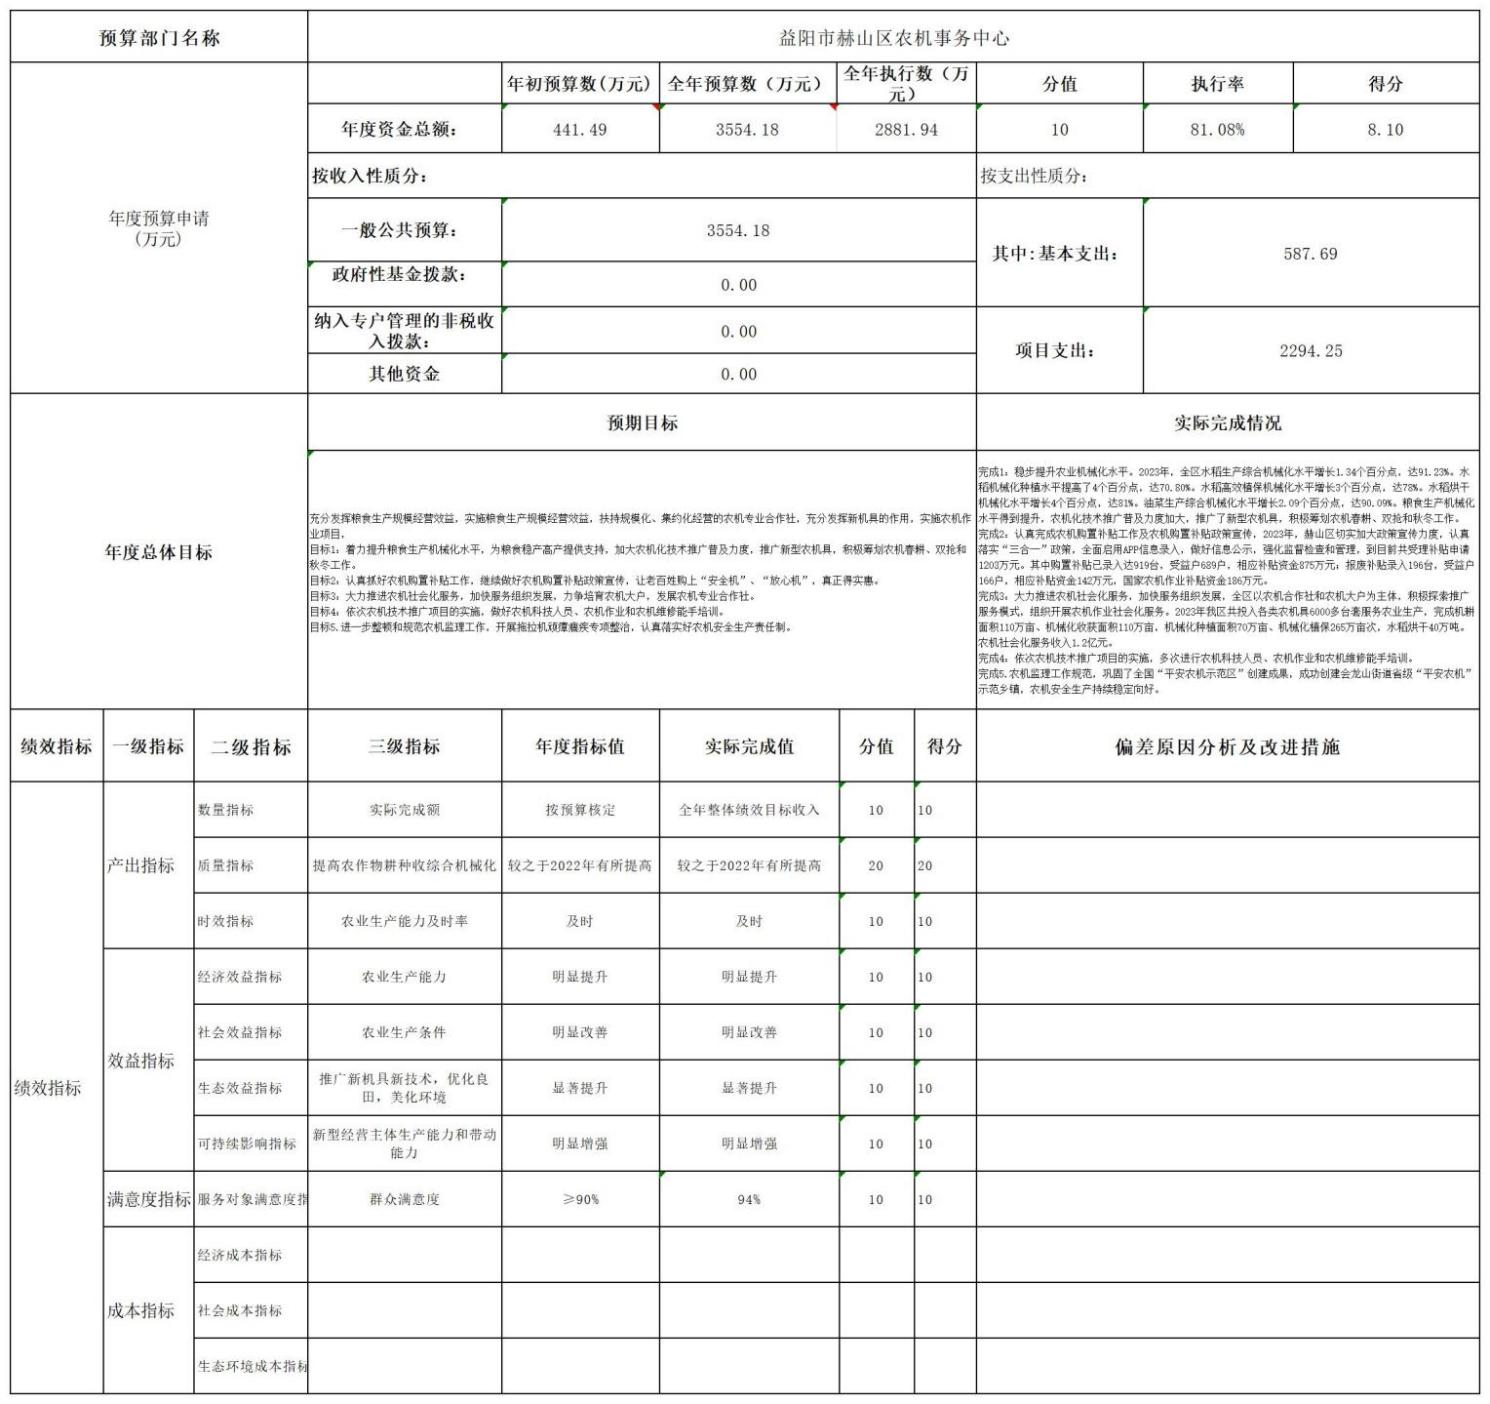 预算部门名称
益阳市赫山区农机事务中心
年度预算申请
(万元)
年初预算数(万元)
全年预算数（万元）
全年执行数（万
元）
分值
执行率
得分
年度资金总额：
441.49
3554.18
2881.94
10
81.08%
8.10
按收入性质分：
按支出性质分：
一般公共预算：
3554.18
其中:基本支出：
587.69
政府性基金拨款：
0.00
纳入专户管理的非税收
入拨款：
0.00
项目支出：
2294.25
其他资金
0.00
年度总体目标
预期目标
实际完成情况
充分发挥粮食生产规模经营效益，实施粮食生产规模经营效益，扶持规模化、集约化经营的农机专业合作社，充分发挥新机具的作用，实施农机作
业项目，
目标1：着力提升粮食生产机械化水平，为粮食稳产高产提供支持，加大农机化技术推广普及力度，推广新型农机具，积极筹划农机春耕、双抢和
秋冬工作。
目标2：认真抓好农机购置补贴工作，继续做好农机购置补贴政策宣传，让老百姓购上“安全机”、“放心机”，真正得实惠。
目标3：大力推进农机社会化服务，加快服务组织发展，力争培育农机大户，发展农机专业合作社。
目标4：依次农机技术推广项目的实施，做好农机科技人员、农机作业和农机维修能手培训。
目标5.进一步整顿和规范农机监理工作，开展拖拉机顽瘴痼疾专项整治，认真落实好农机安全生产责任制。
完成1：稳步提升农业机械化水平。2023年，全区水稻生产综合机械化水平增长1.34个百分点，达91.23%。水
稻机械化种植水平提高了4个百分点，达70.80%。水稻高效植保机械化水平增长3个百分点，达78%。水稻烘干
机械化水平增长4个百分点，达81%。油菜生产综合机械化水平增长2.09个百分点，达90.09%。粮食生产机械化
水平得到提升，农机化技术推广普及力度加大，推广了新型农机具，积极筹划农机春耕、双抢和秋冬工作。
完成2：认真完成农机购置补贴工作及农机购置补贴政策宣传，2023年，赫山区切实加大政策宣传力度，认真
落实“三合一”政策，全面启用APP信息录入，做好信息公示，强化监督检查和管理，到目前共受理补贴申请
1203万元。其中购置补贴已录入达919台，受益户689户，相应补贴资金875万元；报废补贴录入196台，受益户
166户，相应补贴资金142万元，国家农机作业补贴资金186万元。
完成3：大力推进农机社会化服务，加快服务组织发展，全区以农机合作社和农机大户为主体，积极探索推广
服务模式，组织开展农机作业社会化服务。2023年我区共投入各类农机具6000多台套服务农业生产，完成机耕
面积110万亩、机械化收获面积110万亩，机械化种植面积70万亩、机械化植保265万亩次，水稻烘干40万吨。
农机社会化服务收入1.2亿元。
完成4：依次农机技术推广项目的实施，多次进行农机科技人员、农机作业和农机维修能手培训。
完成5.农机监理工作规范，巩固了全国“平安农机示范区”创建成果，成功创建会龙山街道省级“平安农机”
示范乡镇，农机安全生产持续稳定向好。
绩效指标
一级指标
二级指标
三级指标
年度指标值
实际完成值
分值
得分
偏差原因分析及改进措施
绩效指标
产出指标
数量指标
实际完成额
按预算核定
全年整体绩效目标收入
10
10
质量指标
提高农作物耕种收综合机械化
较之于2022年有所提高
较之于2022年有所提高
20
20
时效指标
农业生产能力及时率
及时
及时
10
10
效益指标
经济效益指标
农业生产能力
明显提升
明显提升
10
10
社会效益指标
农业生产条件
明显改善
明显改善
10
10
生态效益指标
推广新机具新技术，优化良
田，美化环境
显著提升
显著提升
10
10
可持续影响指标
新型经营主体生产能力和带动
能力
明显增强
明显增强
10
10
满意度指标
服务对象满意度指
群众满意度
≥90%
94%
10
10
成本指标
经济成本指标
社会成本指标
生态环境成本指标